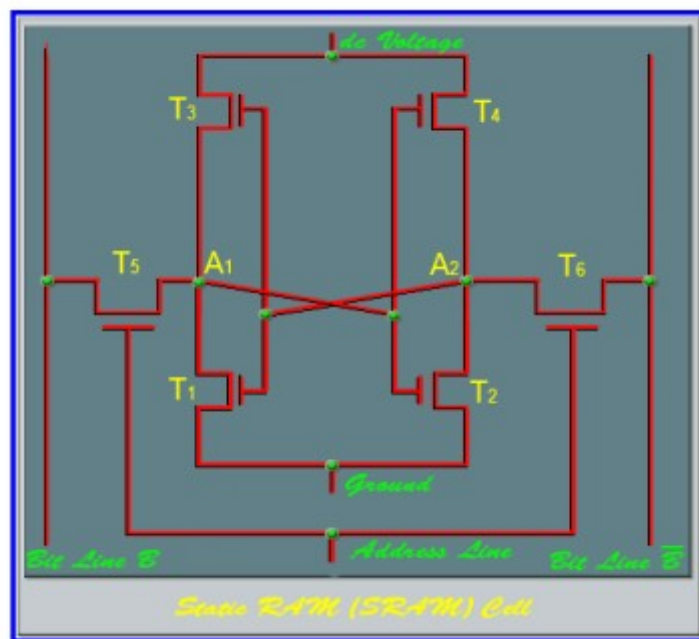 dc Voltage
T3 T4
T5 A1 A2 T6
T1 T2
Ground
Bit Line B Address Line Bit Line B̅
Static RAM (SRAM) Cell